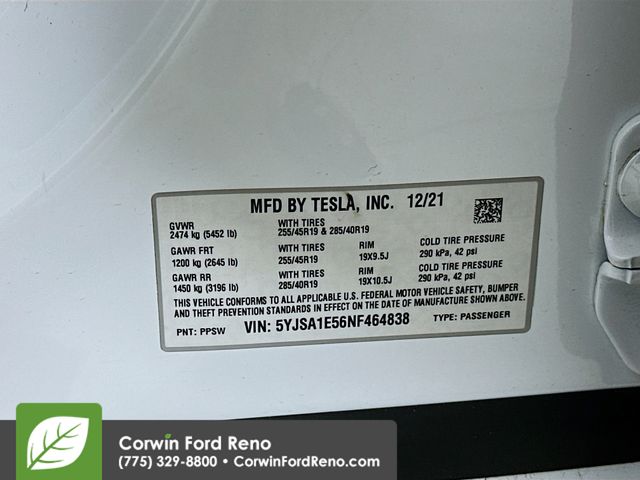 MFD BY TESLA, INC. 12/21
GVWR
2474 kg (5452 lb)
WITH TIRES
255/45R19 & 285/40R19
GAWR FRT
1200 kg (2645 lb)
WITH TIRES
255/45R19
RIM
19X9.5J
COLD TIRE PRESSURE
290 kPa, 42 psi
GAWR RR
1450 kg (3196 lb)
WITH TIRES
285/40R19
RIM
19X10.5J
COLD TIRE PRESSURE
290 kPa, 42 psi
THIS VEHICLE CONFORMS TO ALL APPLICABLE U.S. FEDERAL MOTOR VEHICLE SAFETY, BUMPER
AND THEFT PREVENTION STANDARDS IN EFFECT ON THE DATE OF MANUFACTURE SHOWN ABOVE.
PNT: PPSW VIN: 5YJSA1E56NF464838 TYPE: PASSENGER
Corwin Ford Reno
(775) 329-8800 • CorwinFordReno.com